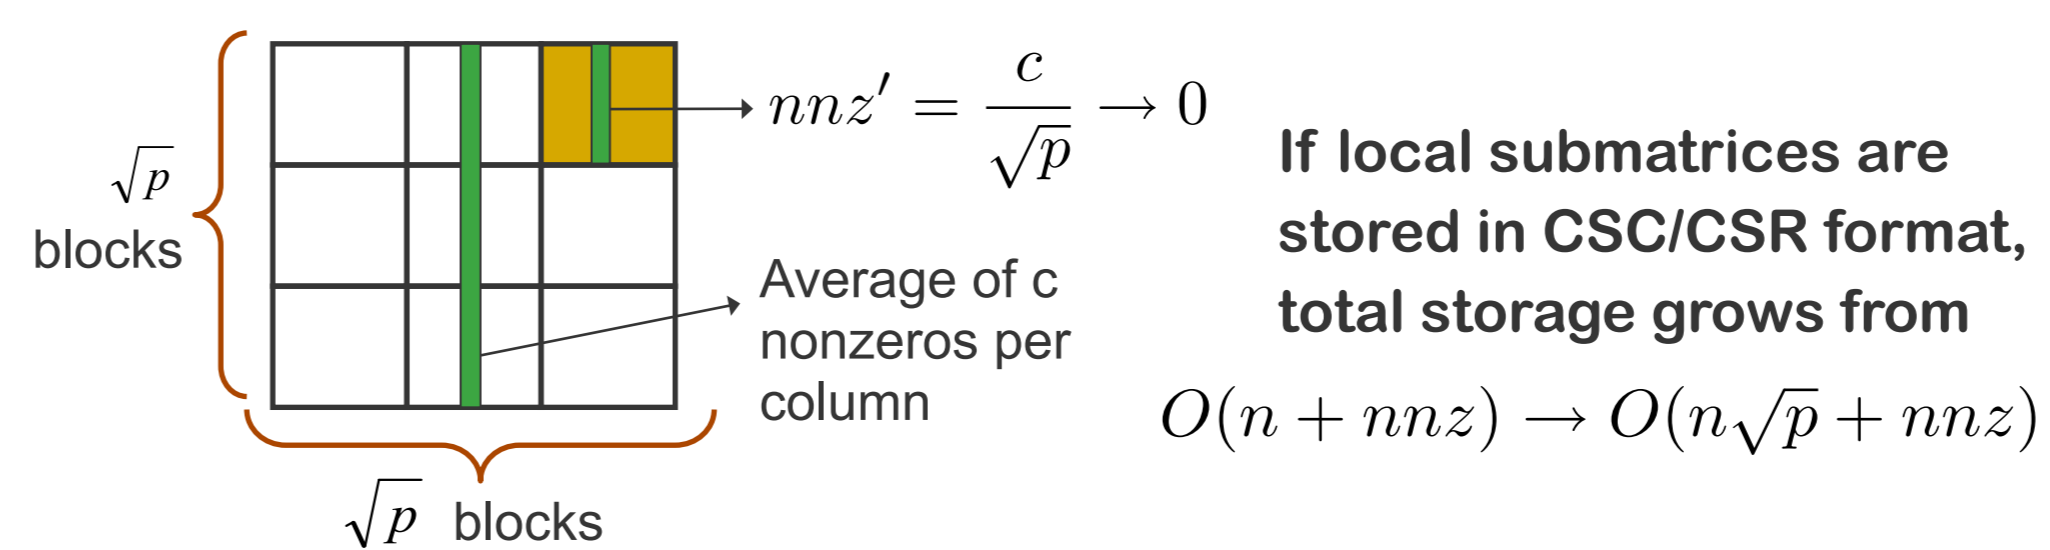 √p
blocks
nnz′ = c/√p → 0
Average of c
nonzeros per
column
√p blocks
If local submatrices are
stored in CSC/CSR format,
total storage grows from
O(n + nnz) → O(n√p + nnz)